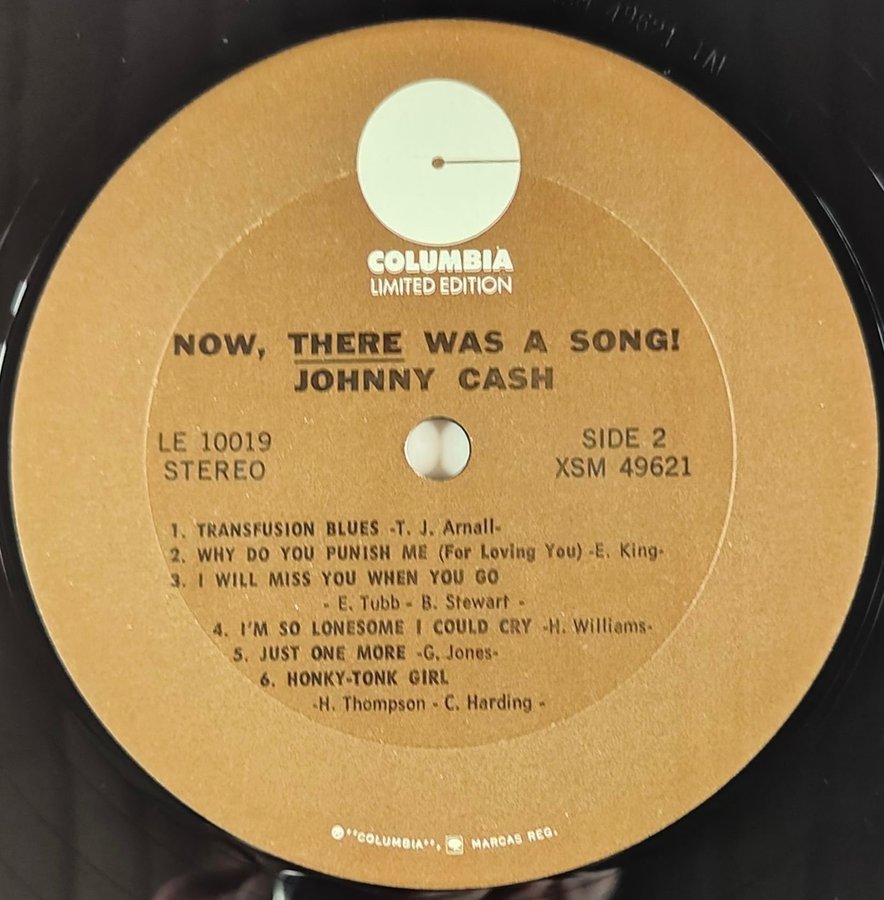 COLUMBIA
LIMITED EDITION
NOW, THERE WAS A SONG!
JOHNNY CASH
LE 10019
STEREO
SIDE 2
XSM 49621
1. TRANSFUSION BLUES -T. J. Arnall-
2. WHY DO YOU PUNISH ME (For Loving You) -E. King-
3. I WILL MISS YOU WHEN YOU GO
- E. Tubb - B. Stewart -
4. I'M SO LONESOME I COULD CRY -H. Williams-
5. JUST ONE MORE -G. Jones-
6. HONKY-TONK GIRL
-H. Thompson - C. Harding -
"COLUMBIA", MARCAS REG.